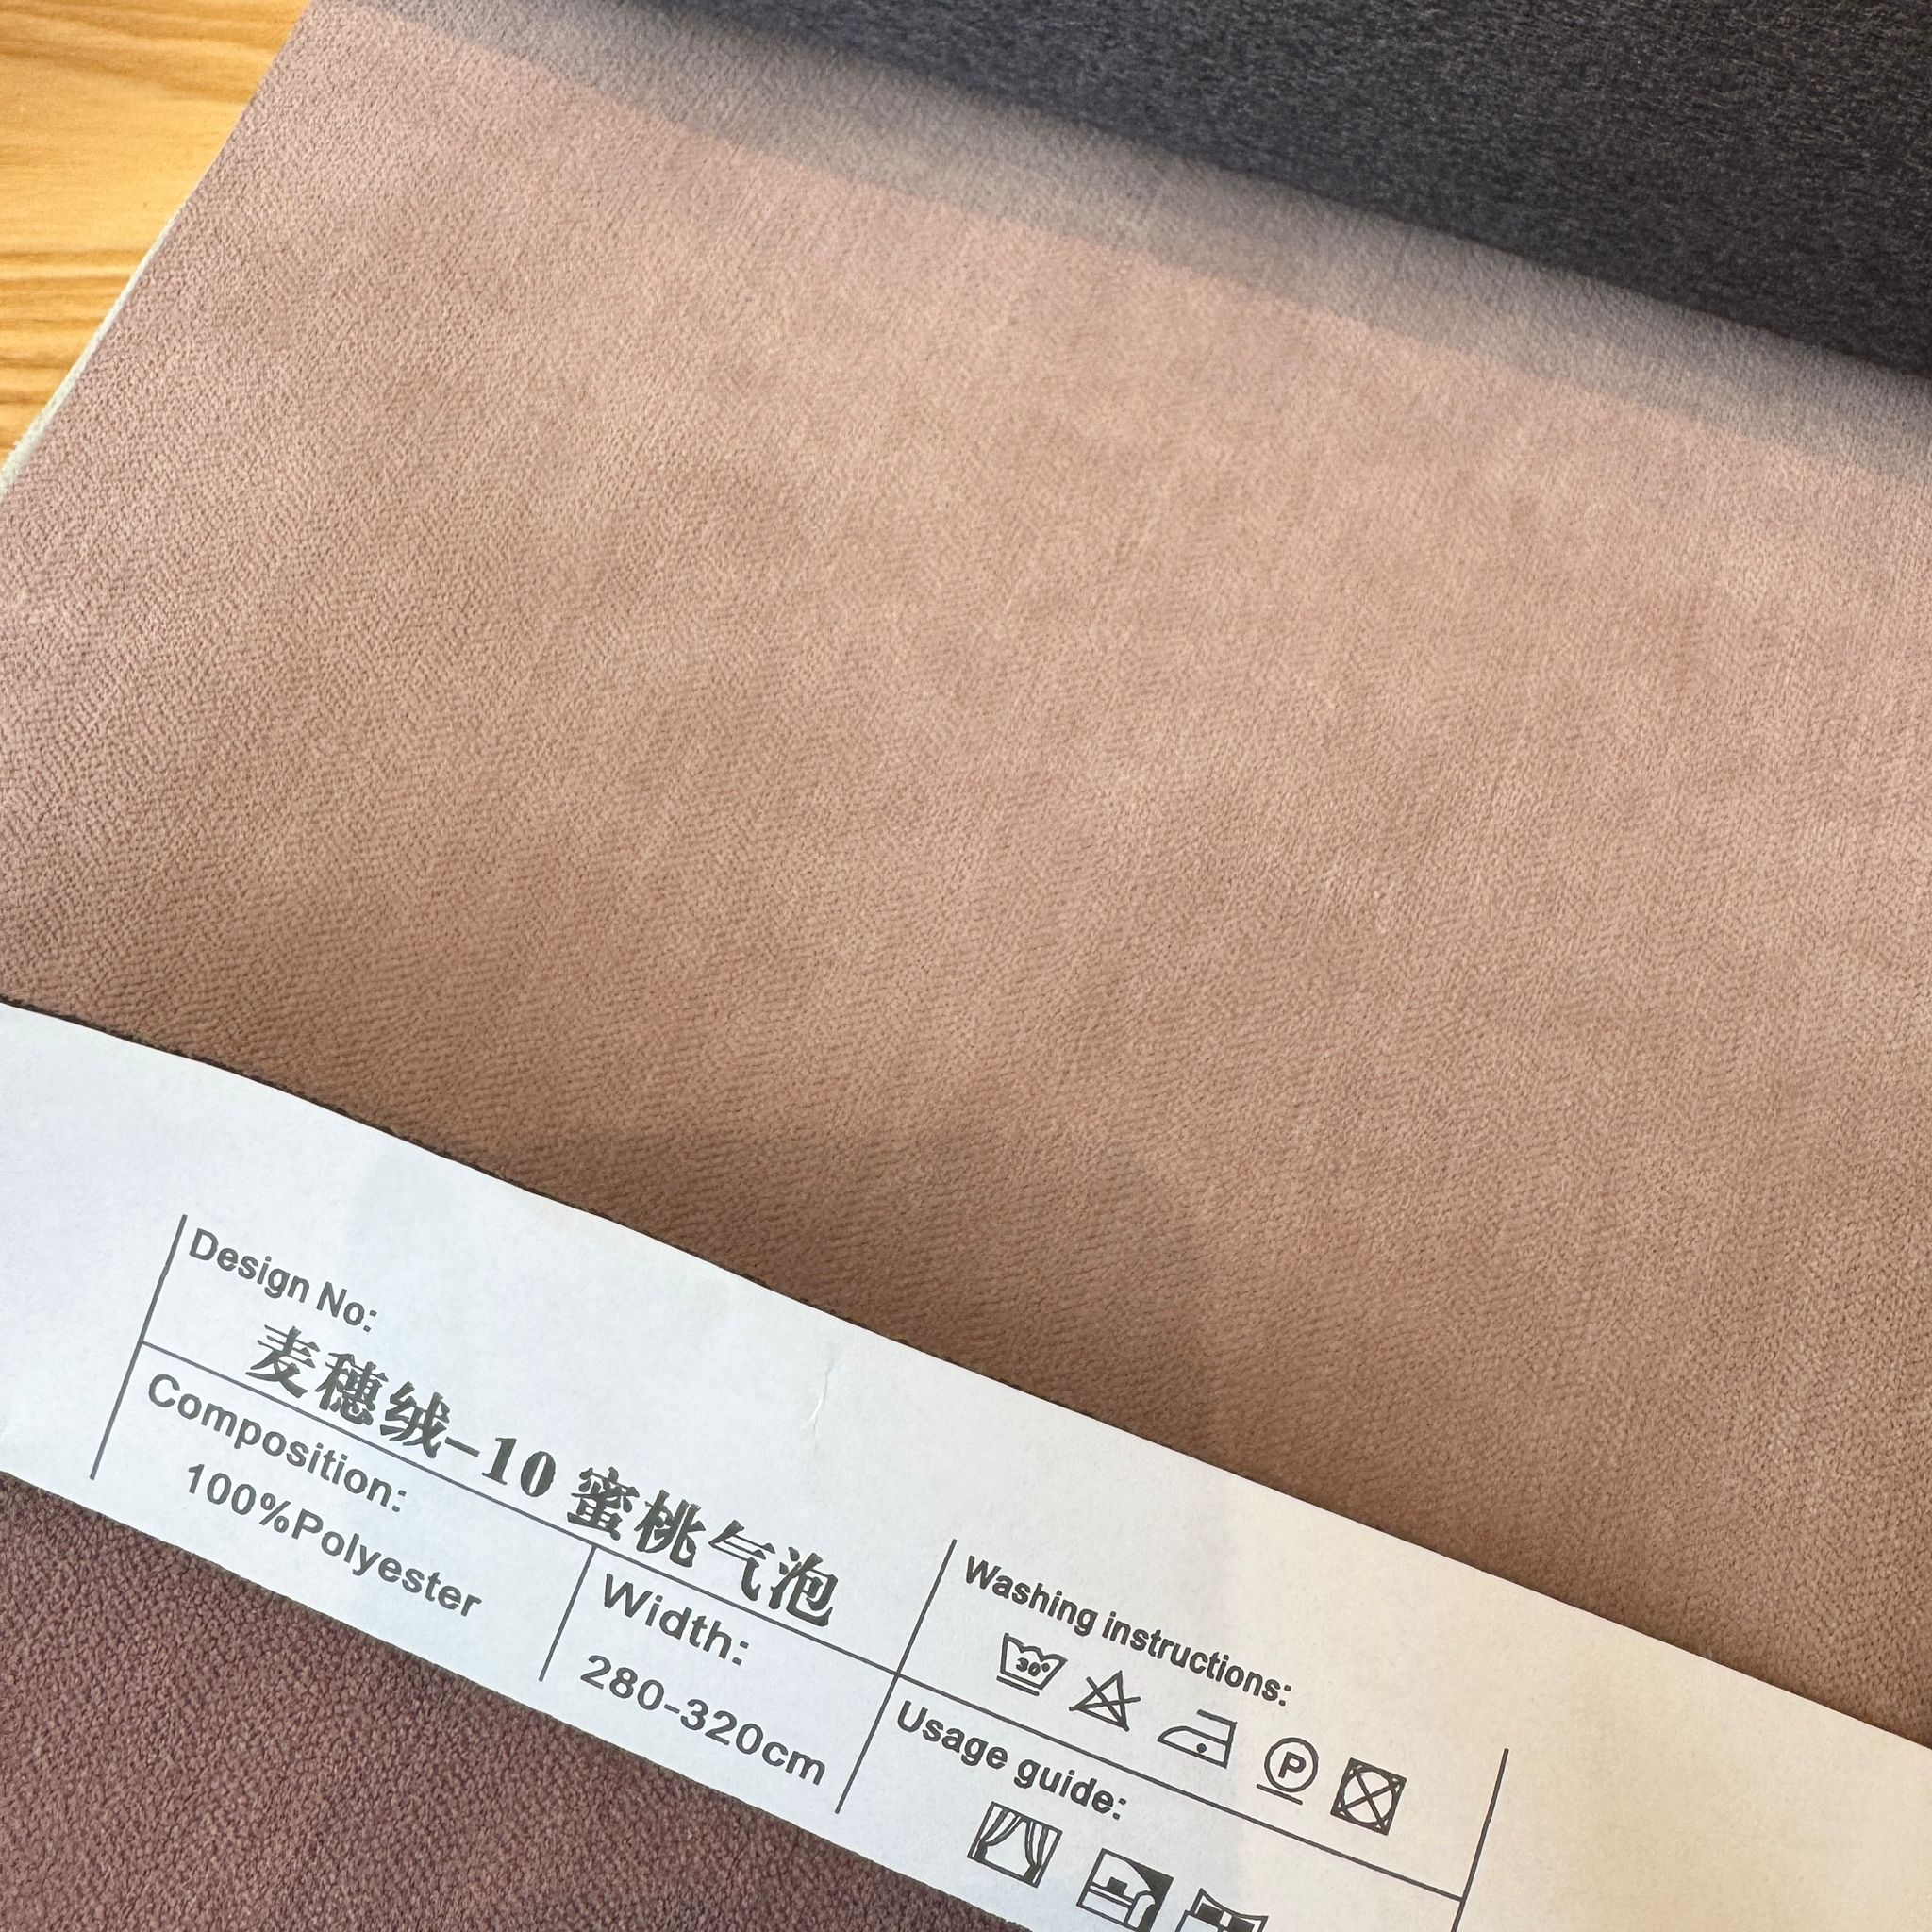 Design No:
麦穗绒-10 蜜桃气泡
Composition:
100%Polyester
Width:
280-320cm
Washing instructions:
30°
P
Usage guide: